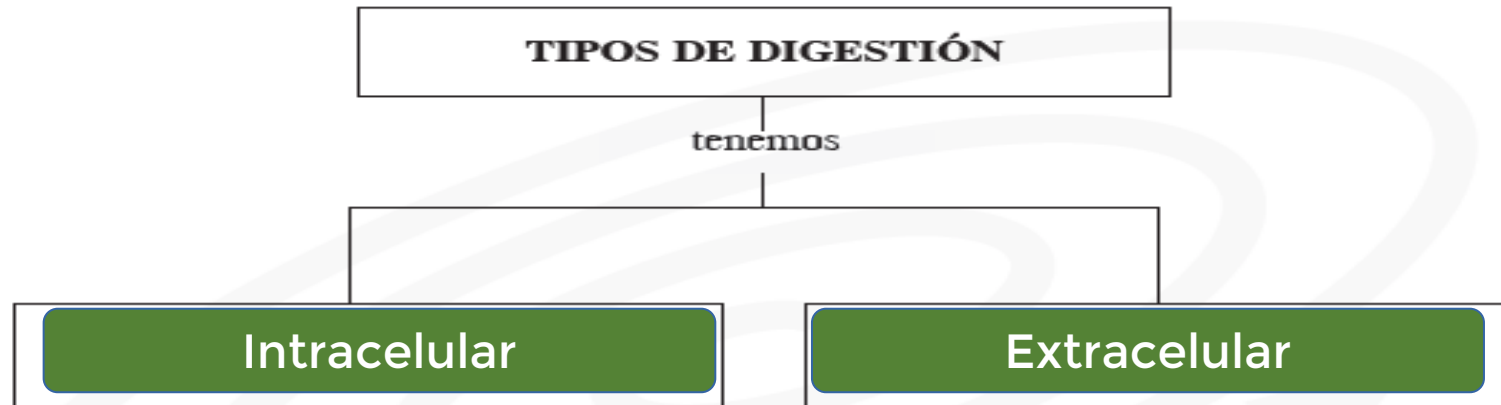 TIPOS DE DIGESTIÓN
tenemos
Intracelular
Extracelular